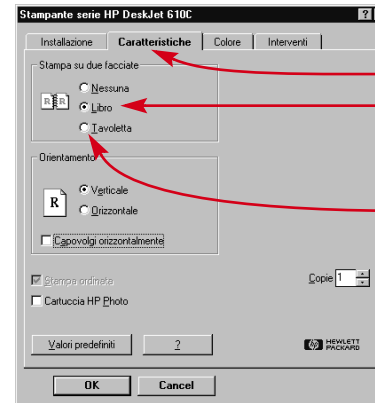 Stampante serie HP DeskJet 610C ?
Installazione Caratteristiche Colore Interventi
Stampa su due facciate
Nessuna
R R
Libro
Tavoletta
Orientamento
Verticale
R
Orizzontale
Capovolgi orizzontalmente
Stampa ordinata
Copie 1
Cartuccia HP Photo
Valori predefiniti ?
hp HEWLETT
PACKARD
OK Cancel